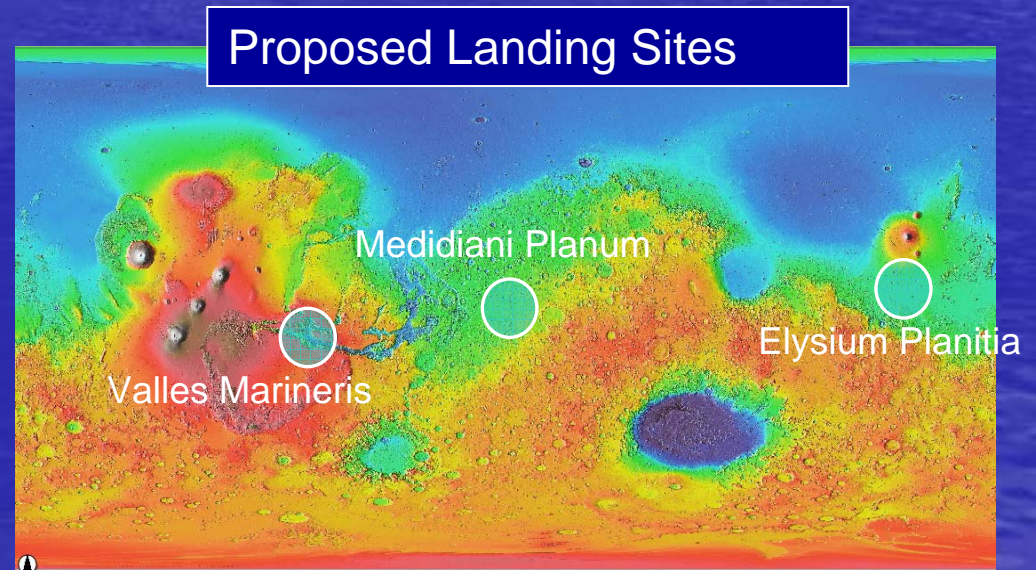 Proposed Landing Sites
Medidiani Planum
Elysium Planitia
Valles Marineris